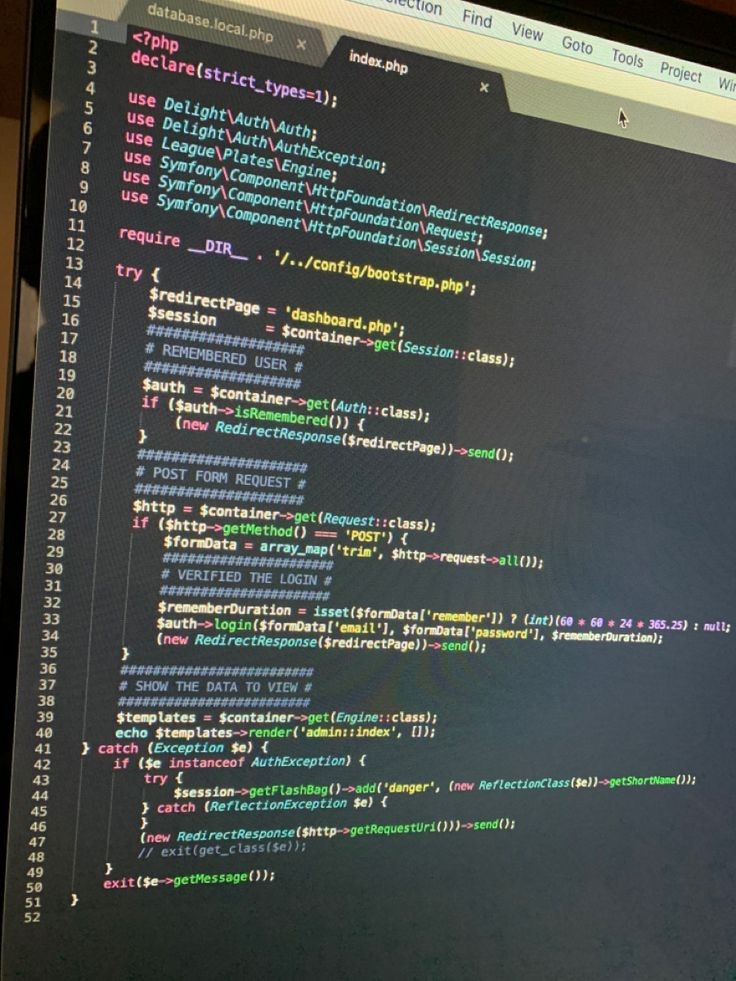 ection Find View Goto Tools Project Win
database.local.php × index.php ×
1 <?php
2 declare(strict_types=1);
3
4 use Delight\Auth\Auth;
5 use Delight\Auth\AuthException;
6 use League\Plates\Engine;
7 use Symfony\Component\HttpFoundation\RedirectResponse;
8 use Symfony\Component\HttpFoundation\Request;
9 use Symfony\Component\HttpFoundation\Session\Session;
10
11 require __DIR__ . '/../config/bootstrap.php';
12
13 try {
14 $redirectPage = 'dashboard.php';
15 $session = $container->get(Session::class);
16 ###################
17 # REMEMBERED USER #
18 ###################
19 $auth = $container->get(Auth::class);
20 if ($auth->isRemembered()) {
21 (new RedirectResponse($redirectPage))->send();
22 }
23 #####################
24 # POST FORM REQUEST #
25 #####################
26 $http = $container->get(Request::class);
27 if ($http->getMethod() === 'POST') {
28 $formData = array_map('trim', $http->request->all());
29 ######################
30 # VERIFIED THE LOGIN #
31 ######################
32 $rememberDuration = isset($formData['remember']) ? (int)(60 * 60 * 24 * 365.25) : null;
33 $auth->login($formData['email'], $formData['password'], $rememberDuration);
34 (new RedirectResponse($redirectPage))->send();
35 }
36 #########################
37 # SHOW THE DATA TO VIEW #
38 #########################
39 $templates = $container->get(Engine::class);
40 echo $templates->render('admin::index', []);
41 } catch (Exception $e) {
42 if ($e instanceof AuthException) {
43 try {
44 $session->getFlashBag()->add('danger', (new ReflectionClass($e))->getShortName());
45 } catch (ReflectionException $e) {
46 }
47 (new RedirectResponse($http->getRequestUri()))->send();
48 // exit(get_class($e));
49 }
50 exit($e->getMessage());
51 }
52